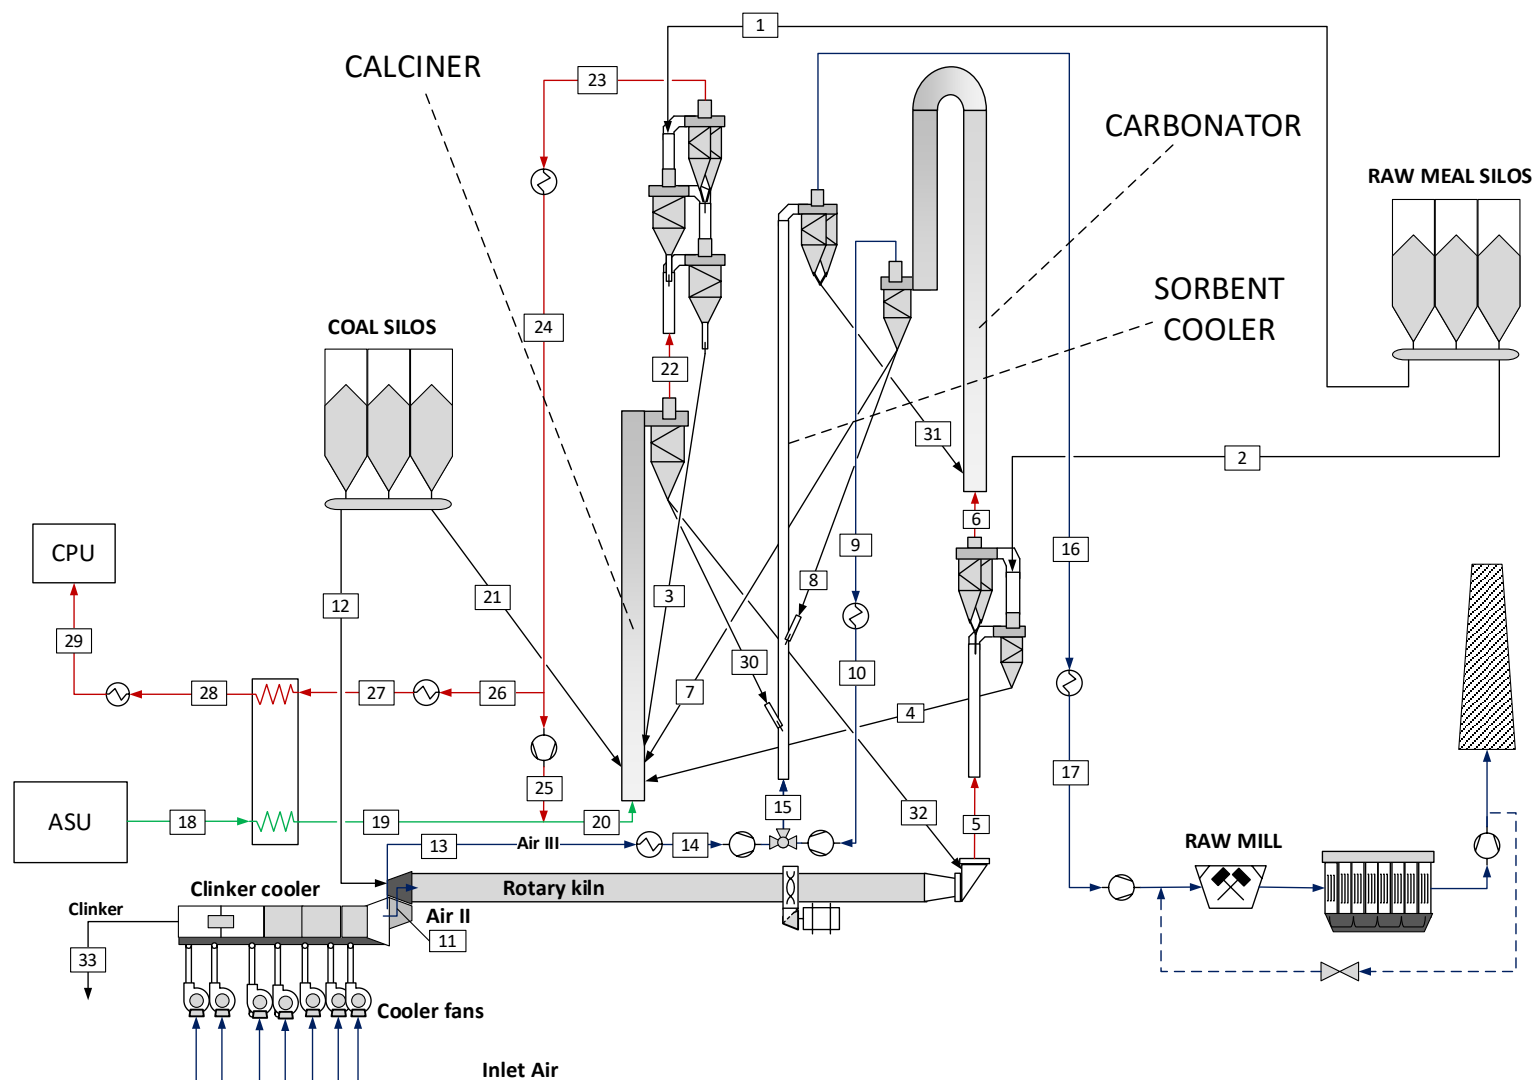 1
23
CALCINER
CARBONATOR
RAW MEAL SILOS
SORBENT
COOLER
24
COAL SILOS
22
31
2
6
CPU
9
16
8
12
21
3
29
30
10
7
28
27
26
4
17
25
15
32
ASU
18
19
20
5
13
Air III
14
RAW MILL
Clinker cooler
Rotary kiln
Clinker
Air II
11
33
Cooler fans
Inlet Air